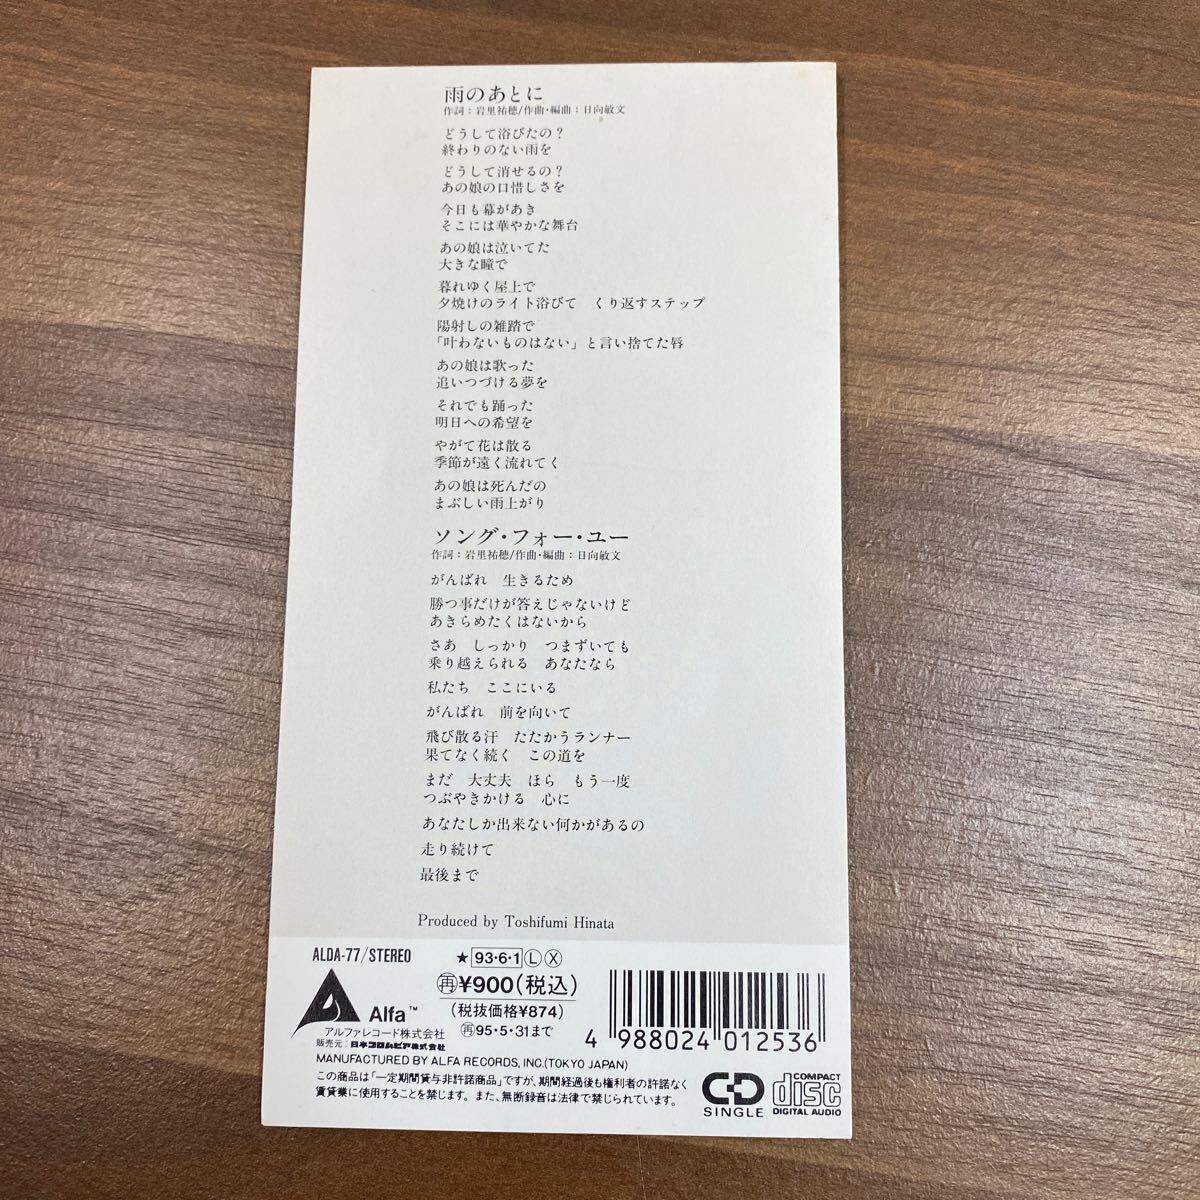 雨のあとに
作詞：岩里祐穂/作曲・編曲：日向敏文
どうして浴びたの？
終わりのない雨を
どうして消せるの？
あの娘の口惜しさを
今日も幕があき
そこには華やかな舞台
あの娘は泣いてた
大きな瞳で
暮れゆく屋上で
夕焼けのライト浴びて　くり返すステップ
陽射しの雑踏で
「叶わないものはない」と言い捨てた唇
あの娘は歌った
追いつづける夢を
それでも踊った
明日への希望を
やがて花は散る
季節が遠く流れてく
あの娘は死んだの
まぶしい雨上がり
ソング・フォー・ユー
作詞：岩里祐穂/作曲・編曲：日向敏文
がんばれ　生きるため
勝つ事だけが答えじゃないけど
あきらめたくはないから
さあ　しっかり　つまずいても
乗り越えられる　あなたなら
私たち　ここにいる
がんばれ　前を向いて
飛び散る汗　たたかうランナー
果てなく続く　この道を
まだ　大丈夫　ほら　もう一度
つぶやきかける　心に
あなたしか出来ない何かがあるの
走り続けて
最後まで
Produced by Toshifumi Hinata
ALDA-77/STEREO
★93・6・1ⓁⓍ
Alfa™
アルファレコード株式会社
販売元：日本コロムビア株式会社
㊢¥900(税込)
(税抜価格¥874)
㊢95・5・31まで
4 988024 012536
MANUFACTURED BY ALFA RECORDS, INC.(TOKYO JAPAN)
この商品は「一定期間貸与非許諾商品」ですが、期間経過後も権利者の許諾なく
賃貸業に使用することを禁じます。また、無断録音は法律で禁じられています。
CD SINGLE
COMPACT disc DIGITAL AUDIO